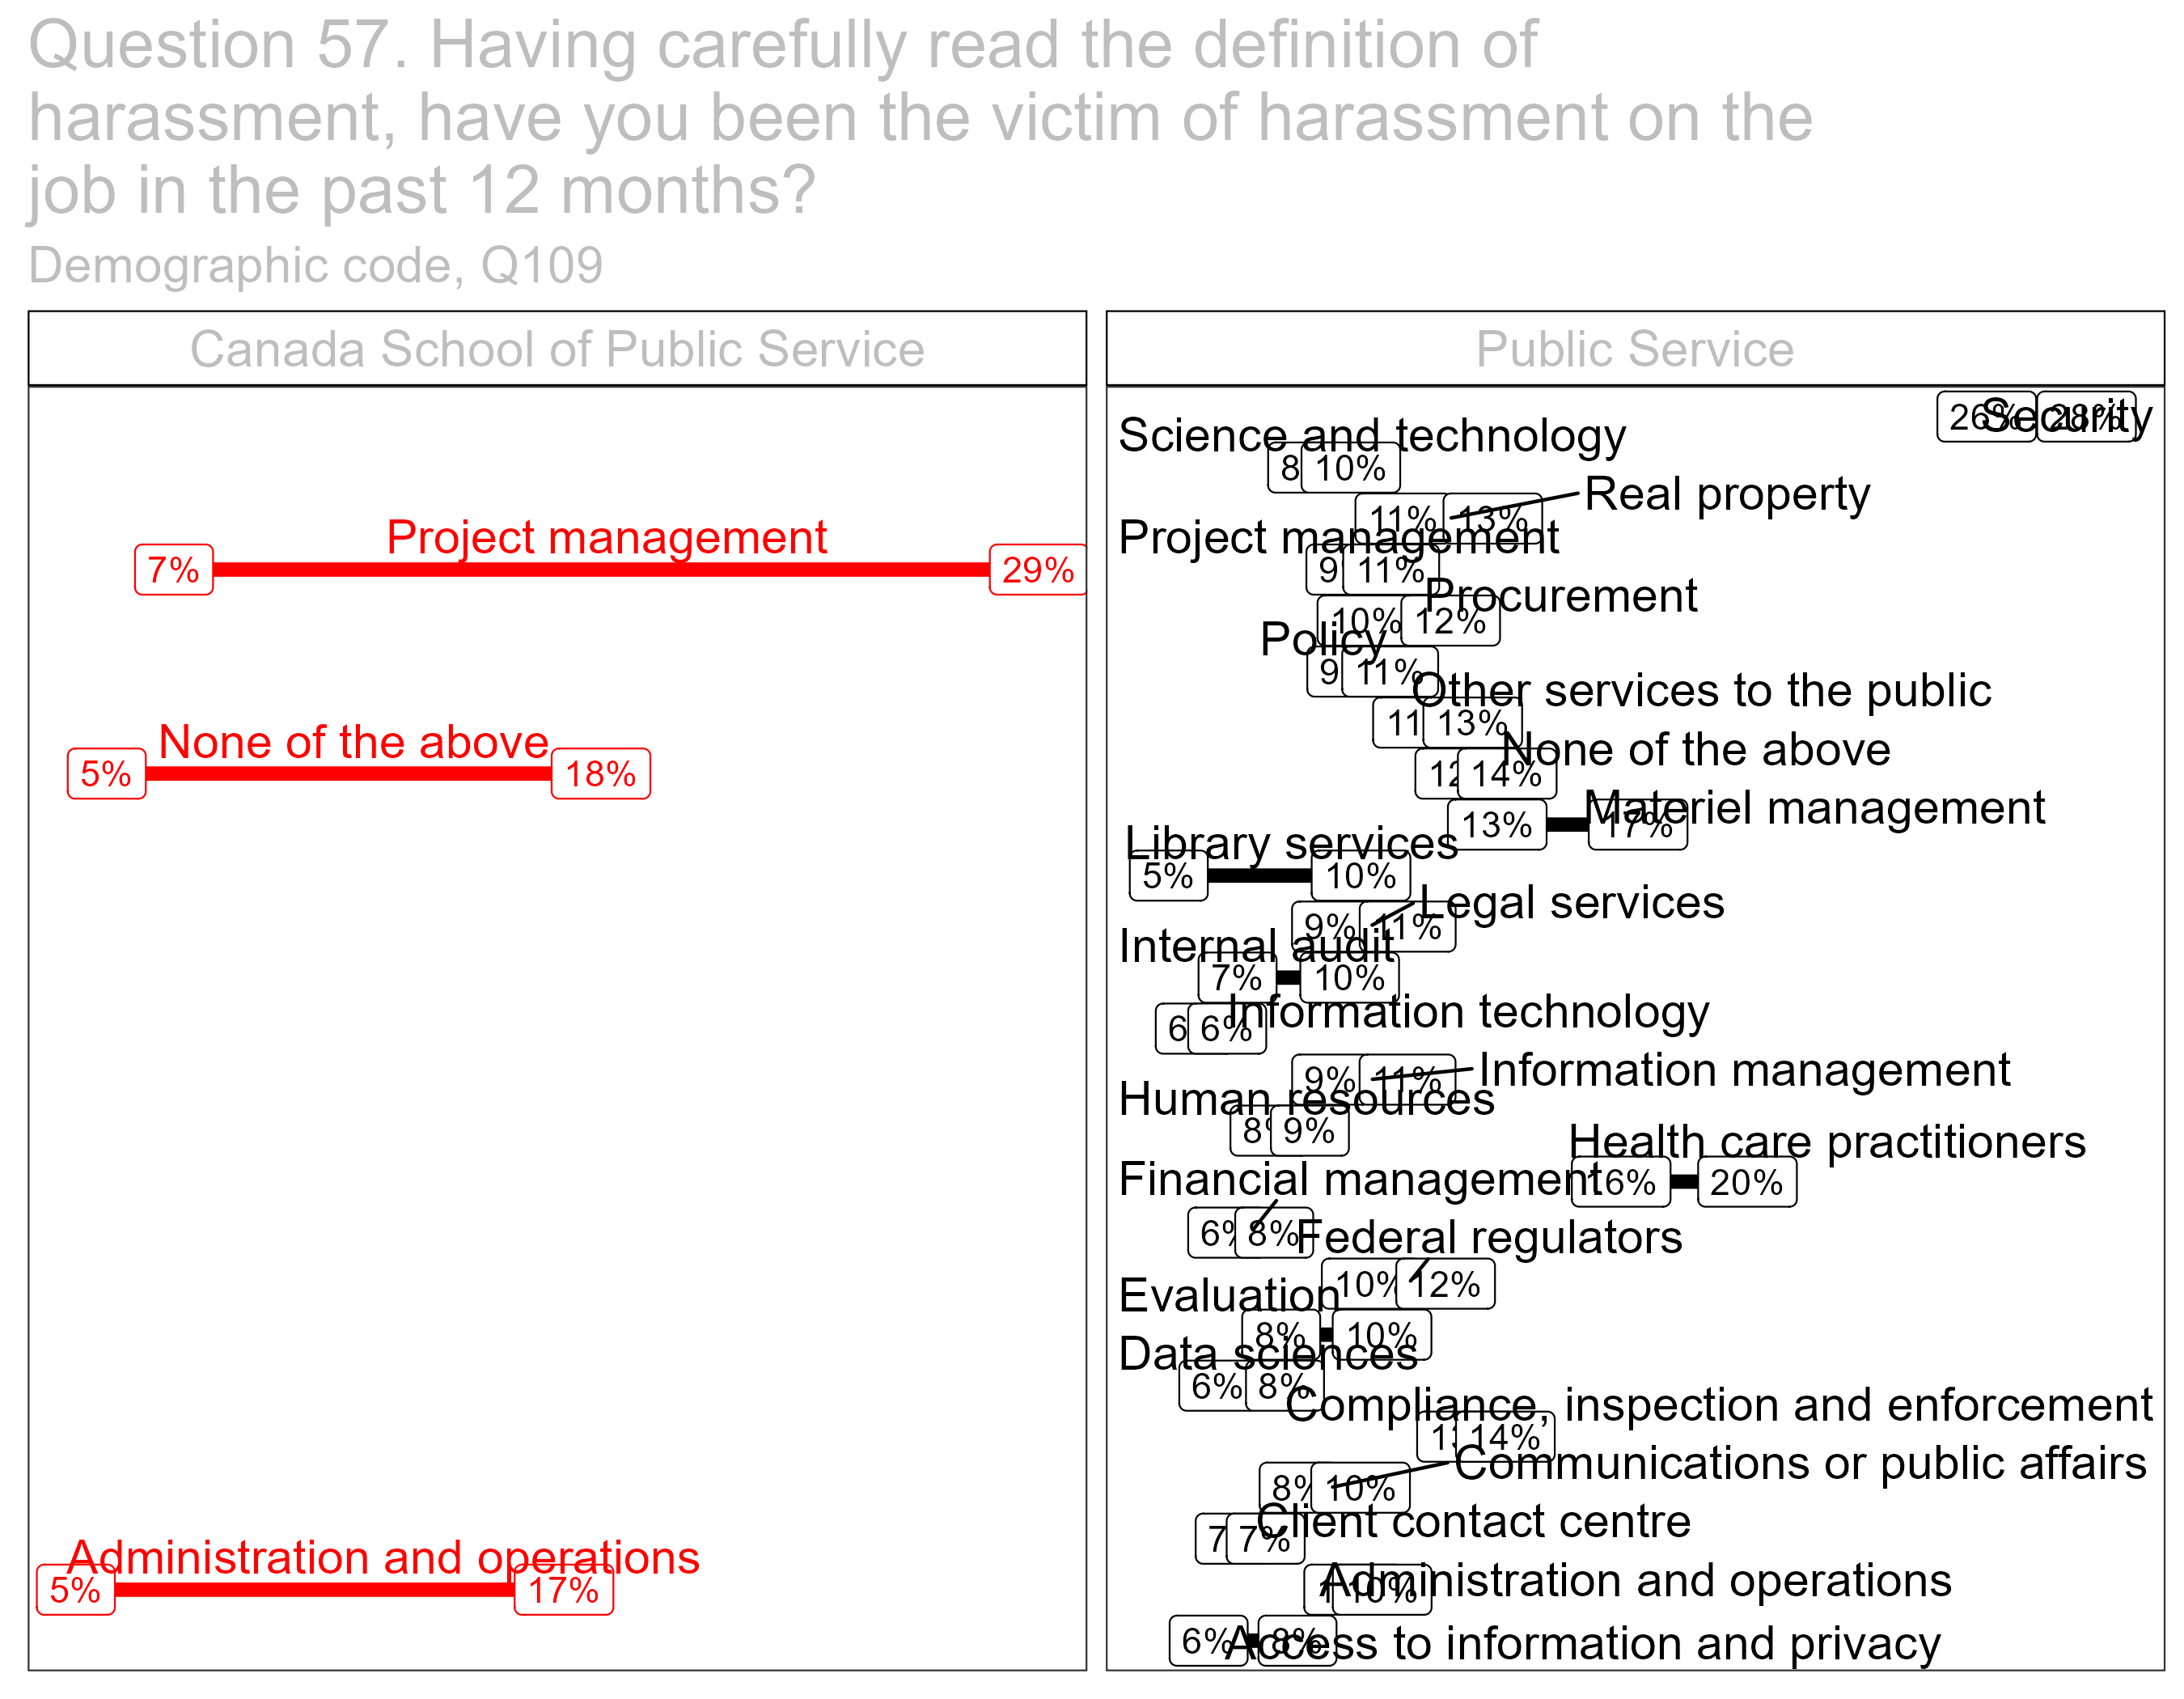 Question 57. Having carefully read the definition of
harassment, have you been the victim of harassment on the
job in the past 12 months?
Demographic code, Q109
Canada School of Public Service
Project management
7% 29%
None of the above
5% 18%
Administration and operations
5% 17%
Public Service
26% 28% Security
Science and technology
8 10%
Real property
11% 13%
Project management
9 11%
Procurement
10% 12%
Policy
9 11%
Other services to the public
11 13%
None of the above
12 14%
Materiel management
13% 17%
Library services
5% 10%
Legal services
9% 11%
Internal audit
7% 10%
Information technology
6 6%
Information management
9% 11%
Human resources
8% 9%
Health care practitioners
16% 20%
Financial management
6% 8%
Federal regulators
10% 12%
Evaluation
8% 10%
Data sciences
6% 8%
Compliance, inspection and enforcement
14%
Communications or public affairs
8% 10%
Client contact centre
7 7%
Administration and operations
10%
Access to information and privacy
6% 8%